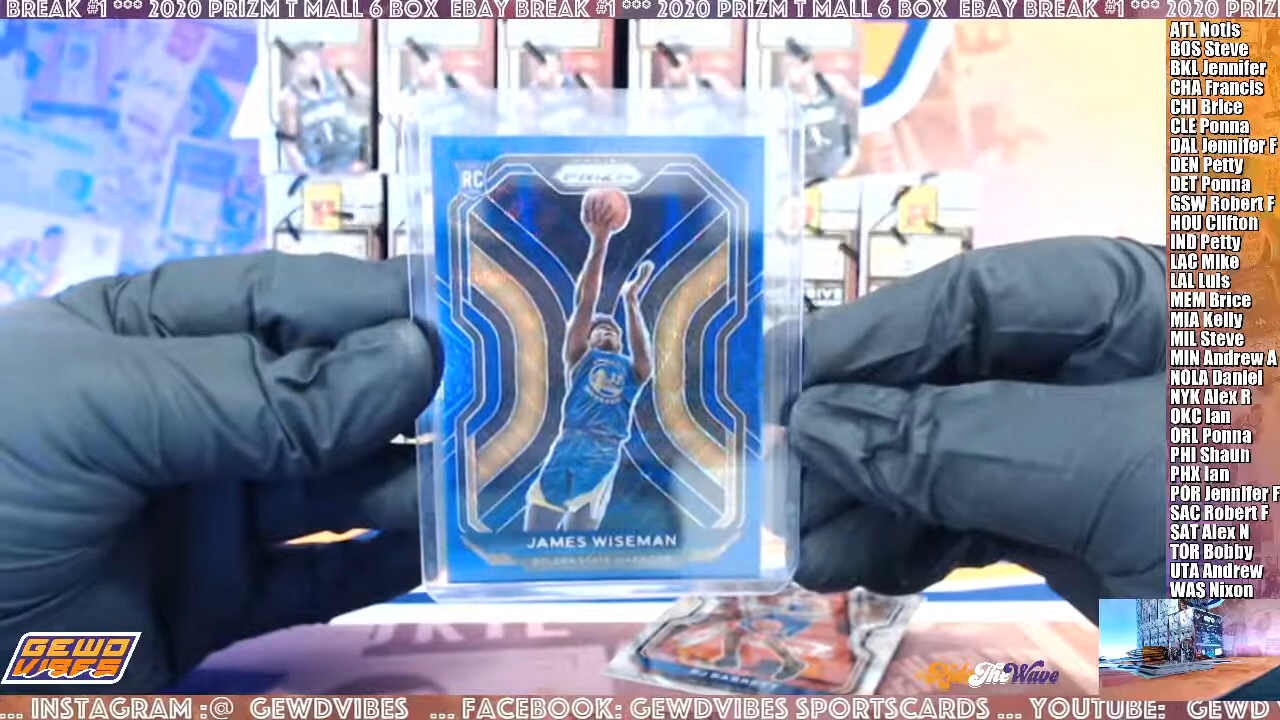 BREAK #1 *** 2020 PRIZM T MALL 6 BOX EBAY BREAK #1 *** 2020 PRIZM T MALL 6 BOX EBAY BREAK #1 *** 2020 PRIZ
ATL Notis
BOS Steve
BKL Jennifer
CHA Francis
CHI Brice
CLE Ponna
DAL Jennifer F
DEN Petty
DET Ponna
GSW Robert F
HOU Clifton
IND Petty
LAC Mike
LAL Luis
MEM Brice
MIA Kelly
MIL Steve
MIN Andrew A
NOLA Daniel
NYK Alex R
OKC Ian
ORL Ponna
PHI Shaun
PHX Ian
POR Jennifer F
SAC Robert F
SAT Alex N
TOR Bobby
UTA Andrew
WAS Nixon
RC
PRIZM
JAMES WISEMAN
GOLDEN STATE WARRIORS
GEWD
VIBES
RideTheWave
... INSTAGRAM :@ GEWDVIBES ... FACEBOOK: GEWDVIBES SPORTSCARDS ... YOUTUBE: GEWD V